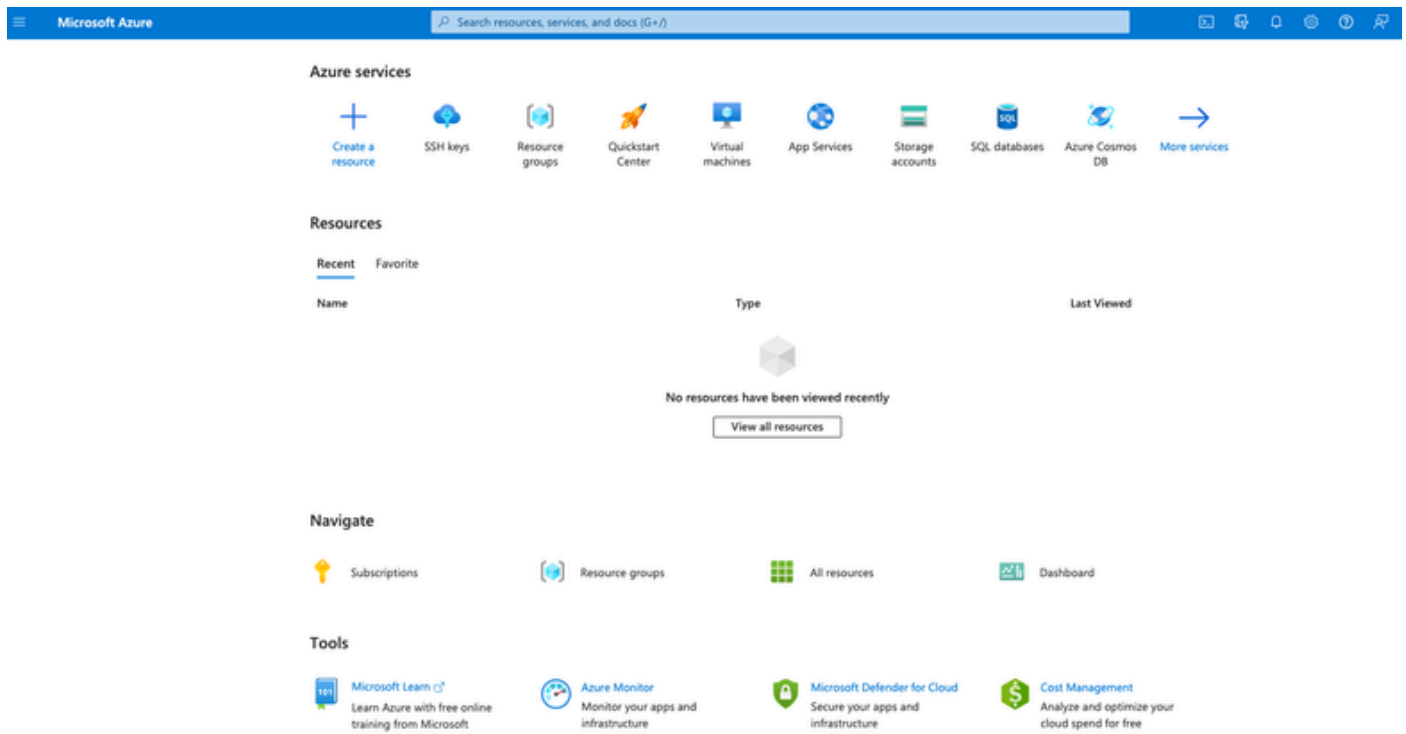 Microsoft Azure
Search resources, services, and docs (G+/)
Azure services
Create a resource
SSH keys
Resource groups
Quickstart Center
Virtual machines
App Services
Storage accounts
SQL
SQL databases
Azure Cosmos DB
More services
Resources
Recent Favorite
Name Type Last Viewed
No resources have been viewed recently
View all resources
Navigate
Subscriptions
Resource groups
All resources
Dashboard
Tools
101
Microsoft Learn
Learn Azure with free online
training from Microsoft
Azure Monitor
Monitor your apps and
infrastructure
Microsoft Defender for Cloud
Secure your apps and
infrastructure
Cost Management
Analyze and optimize your
cloud spend for free